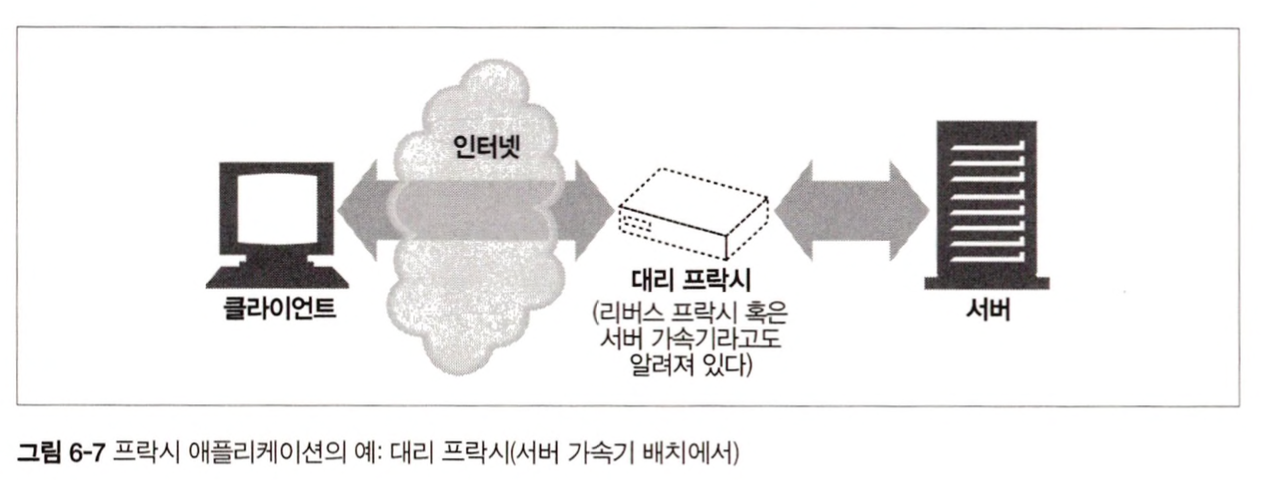 인터넷
클라이언트
대리 프락시
(리버스 프락시 혹은
서버 가속기라고도
알려져 있다)
서버
그림 6-7 프락시 애플리케이션의 예: 대리 프락시(서버 가속기 배치에서)